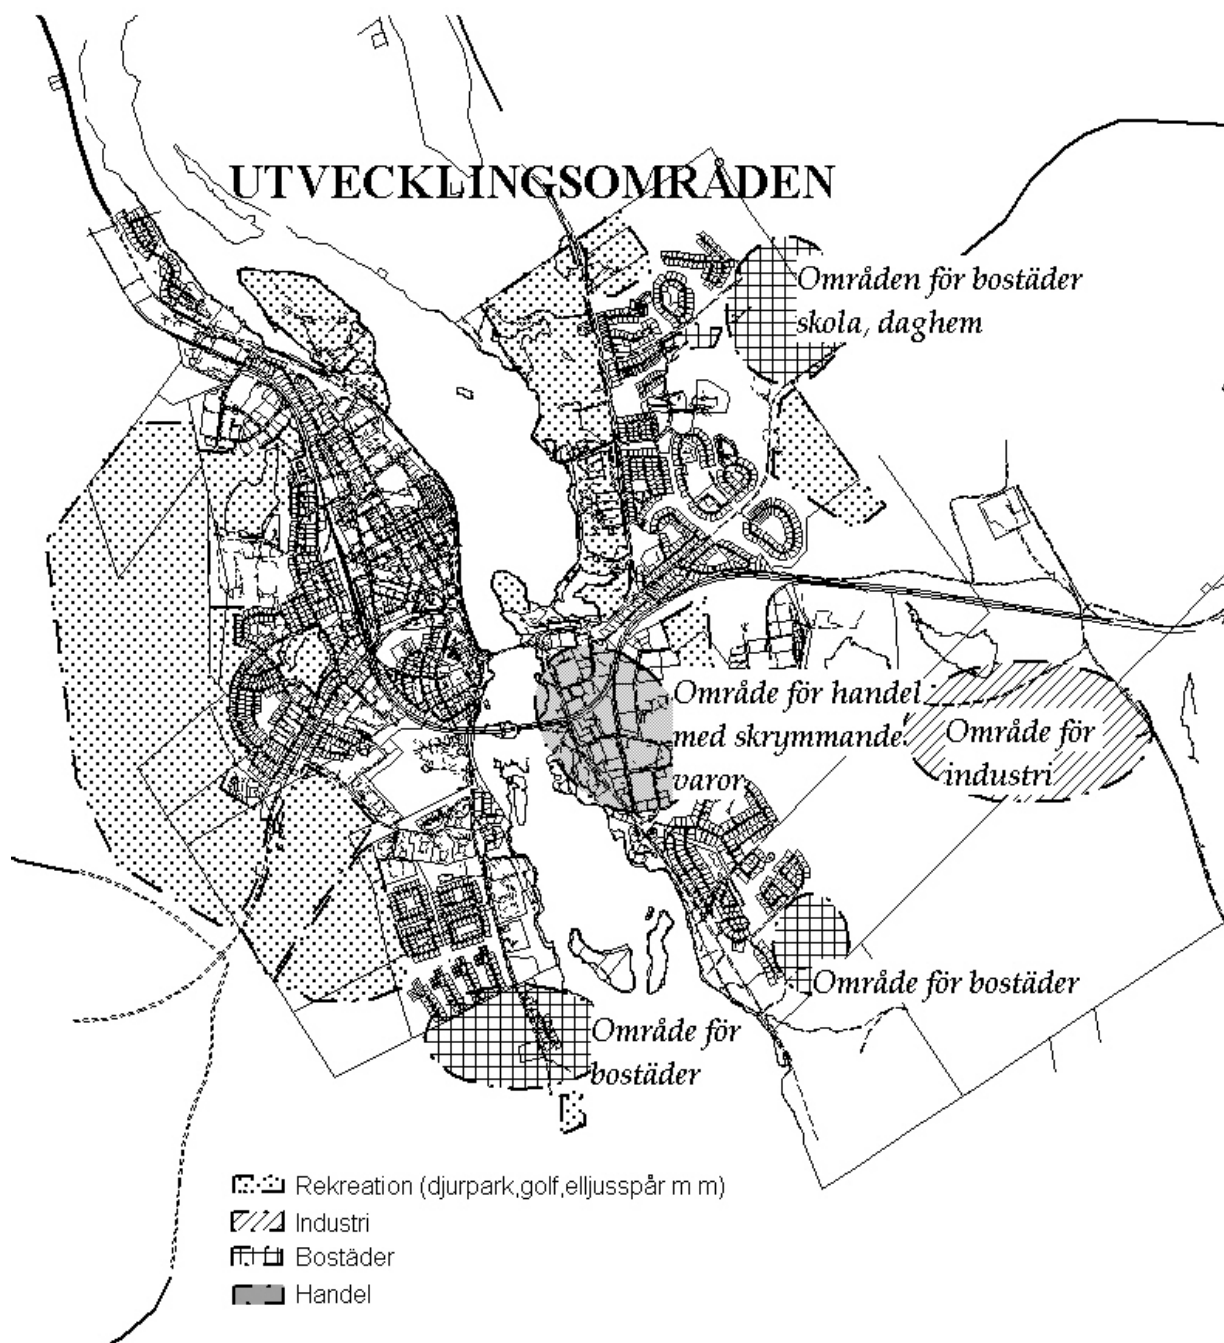 UTVECKLINGSOMRÅDEN
Områden för bostäder
skola, daghem
Område för handel
med skrymmande
varor
Område för
industri
Område för bostäder
Område för
bostäder
Rekreation (djurpark,golf,elljusspår m m)
Industri
Bostäder
Handel